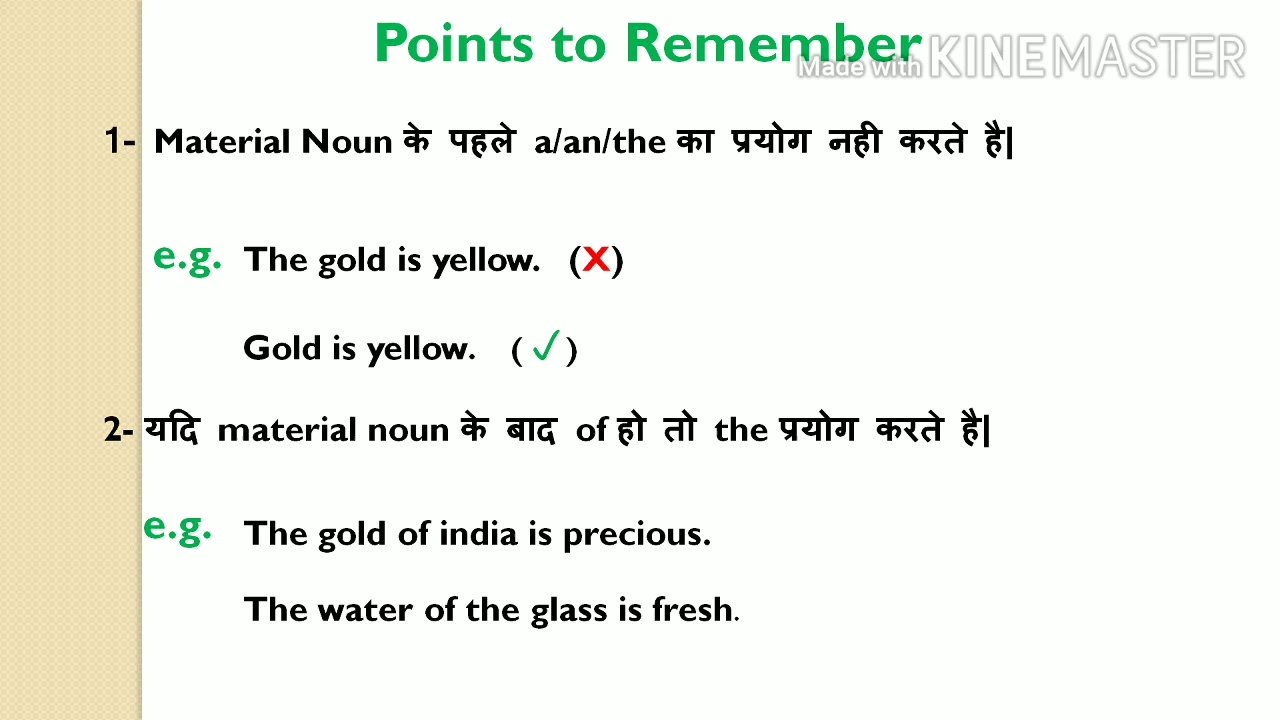 Points to Remember
Made with KINEMASTER
1- Material Noun के पहले a/an/the का प्रयोग नही करते है|
e.g. The gold is yellow. (X)
Gold is yellow. (✓)
2- यदि material noun के बाद of हो तो the प्रयोग करते है|
e.g. The gold of india is precious.
The water of the glass is fresh.